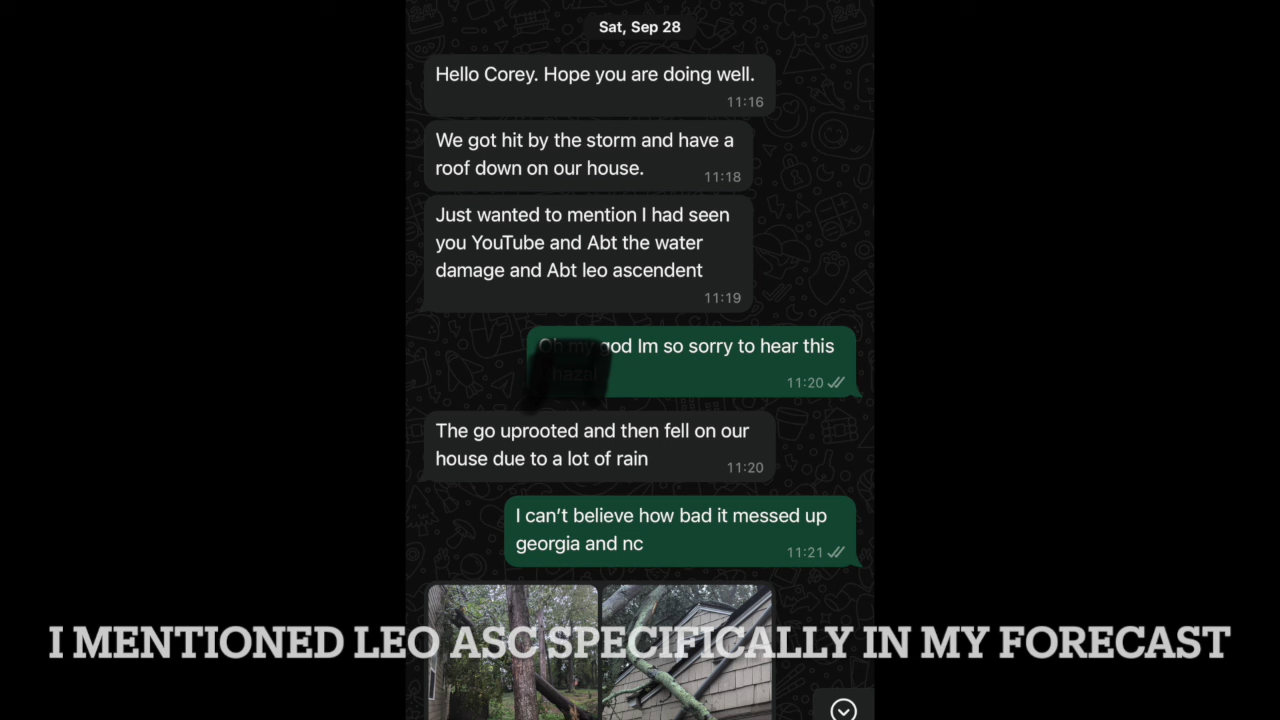 Sat, Sep 28
Hello Corey. Hope you are doing well.
11:16
We got hit by the storm and have a
roof down on our house.
11:18
Just wanted to mention I had seen
you YouTube and Abt the water
damage and Abt leo ascendent
11:19
Oh my god Im so sorry to hear this
11:20
The go uprooted and then fell on our
house due to a lot of rain
11:20
I can't believe how bad it messed up
georgia and nc
11:21
I MENTIONED LEO ASC SPECIFICALLY IN MY FORECAST